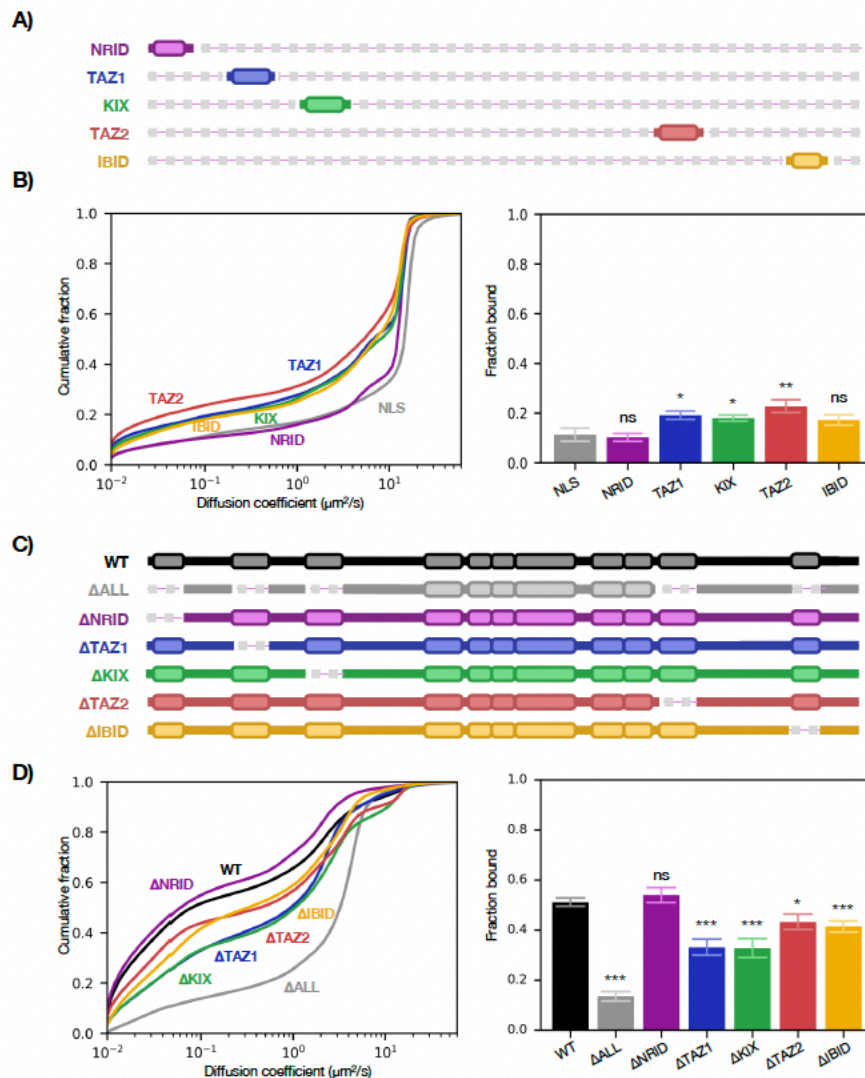 A)
NRID
TAZ1
KIX
TAZ2
IBID
B)
Cumulative fraction
1.0
0.8
0.6
0.4
0.2
0.0
TAZ2
TAZ1
IBID
KIX
NRID
NLS
10⁻² 10⁻¹ 10⁰ 10¹
Diffusion coefficient (μm²/s)
Fraction bound
1.0
0.8
0.6
0.4
0.2
0.0
ns * * ** ns
NLS NRID TAZ1 KIX TAZ2 IBID
C)
WT
ΔALL
ΔNRID
ΔTAZ1
ΔKIX
ΔTAZ2
ΔIBID
D)
Cumulative fraction
1.0
0.8
0.6
0.4
0.2
0.0
ΔNRID
WT
ΔIBID
ΔTAZ2
ΔTAZ1
ΔKIX
ΔALL
10⁻² 10⁻¹ 10⁰ 10¹
Diffusion coefficient (μm²/s)
Fraction bound
1.0
0.8
0.6
0.4
0.2
0.0
*** ns *** *** * ***
WT ΔALL ΔNRID ΔTAZ1 ΔKIX ΔTAZ2 ΔIBID